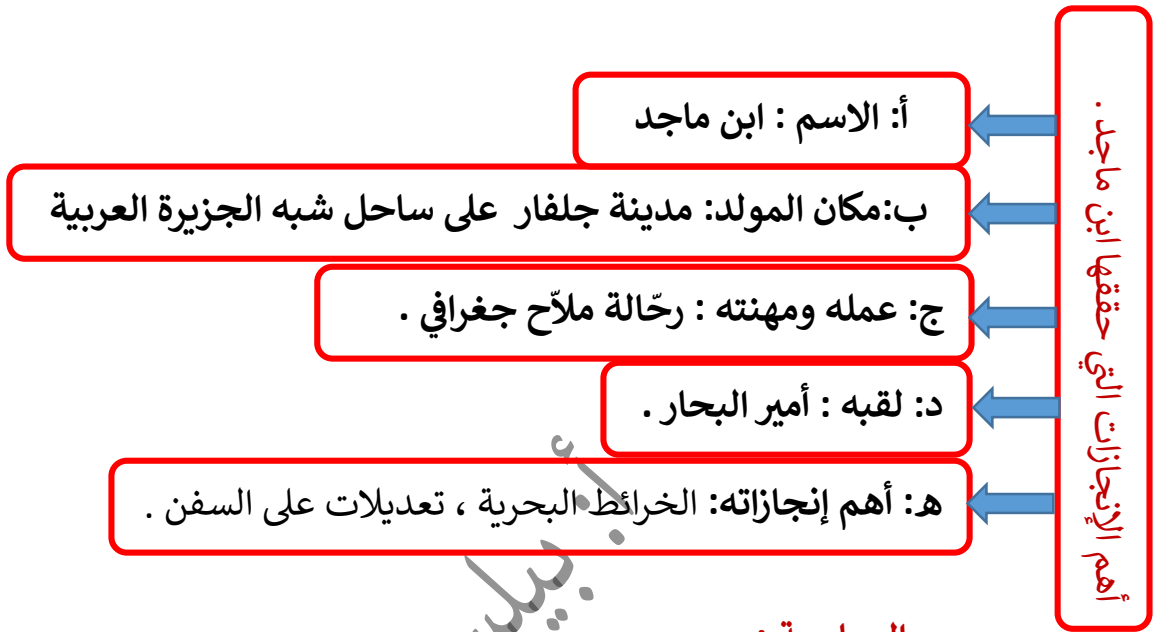 أهم الإنجازات التي حققها ابن ماجد .
أ: الاسم : ابن ماجد
ب:مكان المولد: مدينة جلفار على ساحل شبه الجزيرة العربية
ج: عمله ومهنته : رحّالة ملاّح جغرافي .
د: لقبه : أمير البحار .
ه: أهم إنجازاته: الخرائط البحرية ، تعديلات على السفن .